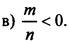 в) m/n < 0.